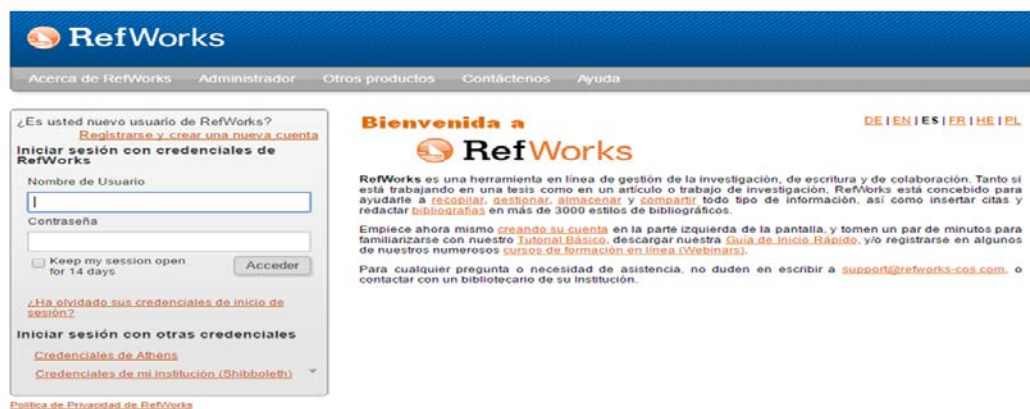 RefWorks
Acerca de RefWorks Administrador Otros productos Contáctenos Ayuda
¿Es usted nuevo usuario de RefWorks?
Registrarse y crear una nueva cuenta
Iniciar sesión con credenciales de
RefWorks
Nombre de Usuario
Contraseña
Keep my session open
for 14 days
Acceder
¿Ha olvidado sus credenciales de inicio de
sesión?
Iniciar sesión con otras credenciales
Credenciales de Athens
Credenciales de mi institución (Shibboleth)
Política de Privacidad de RefWorks
Bienvenida a
DE | EN | ES | FR | HE | PL
RefWorks
RefWorks es una herramienta en línea de gestión de la investigación, de escritura y de colaboración. Tanto si
está trabajando en una tesis como en un artículo o trabajo de investigación, RefWorks está concebido para
ayudarle a recopilar, gestionar, almacenar y compartir todo tipo de información, así como insertar citas y
redactar bibliografías en más de 3000 estilos de bibliográficos.
Empiece ahora mismo creando su cuenta en la parte izquierda de la pantalla, y tomen un par de minutos para
familiarizarse con nuestro Tutorial Básico, descargar nuestra Guía de Inicio Rápido, y/o registrarse en algunos
de nuestros numerosos cursos de formación en línea (Webinars).
Para cualquier pregunta o necesidad de asistencia, no duden en escribir a support@refworks-cos.com, o
contactar con un bibliotecario de su Institución.